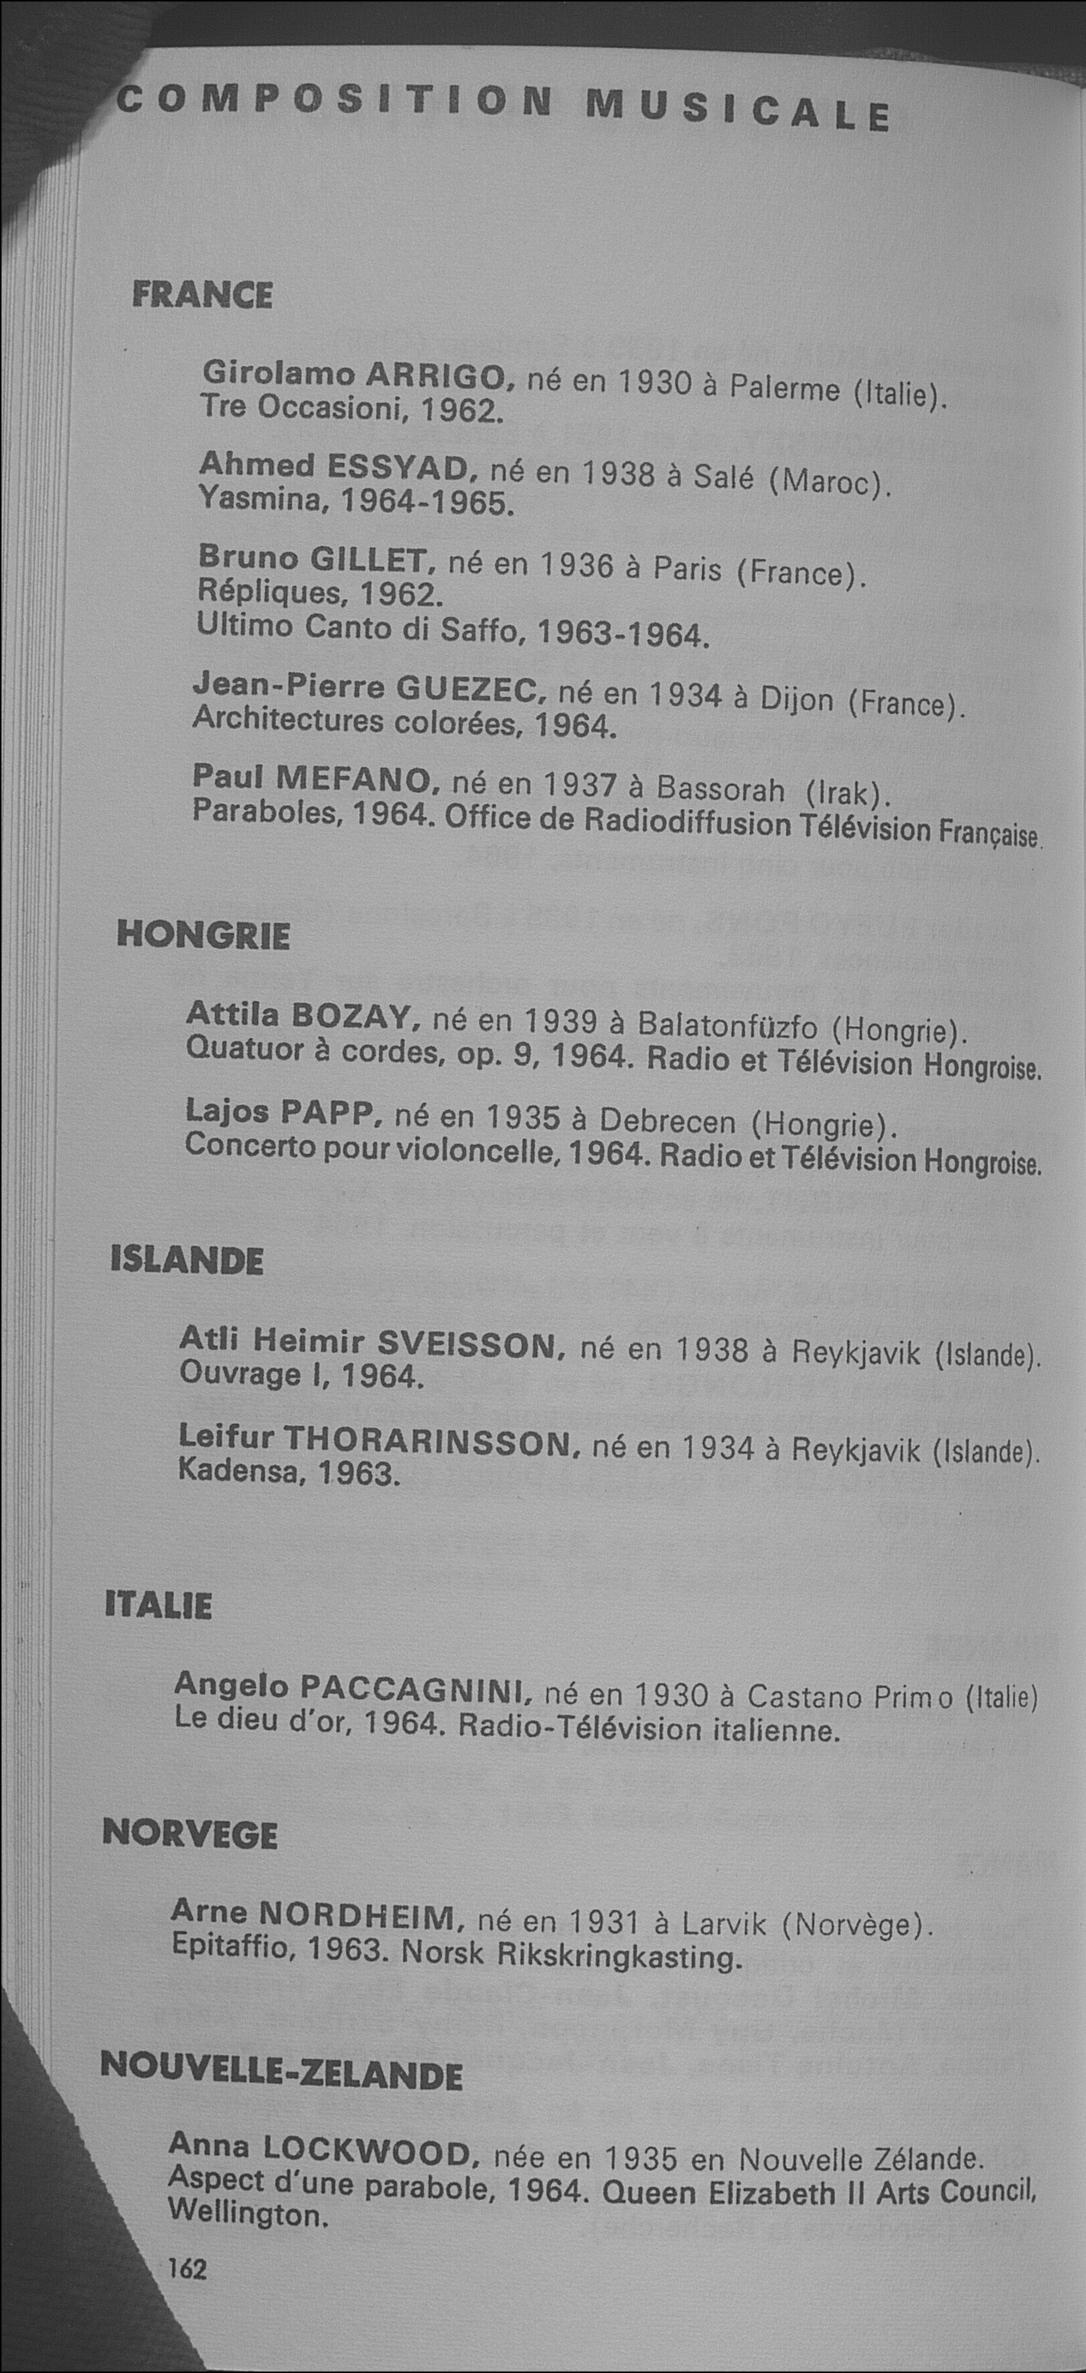 COMPOSITION MUSICALE
FRANCE
Girolamo ARRIGO, né en 1930 à Palerme (Italie).
Tre Occasioni, 1962.
Ahmed ESSYAD, né en 1938 à Salé (Maroc).
Yasmina, 1964-1965.
Bruno GILLET, né en 1936 à Paris (France).
Répliques, 1962.
Ultimo Canto di Saffo, 1963-1964.
Jean-Pierre GUEZEC, né en 1934 à Dijon (France).
Architectures colorées, 1964.
Paul MEFANO, né en 1937 à Bassorah (Irak).
Paraboles, 1964. Office de Radiodiffusion Télévision Française.
HONGRIE
Attila BOZAY, né en 1939 à Balatonfüzfo (Hongrie).
Quatuor à cordes, op. 9, 1964. Radio et Télévision Hongroise.
Lajos PAPP, né en 1935 à Debrecen (Hongrie).
Concerto pour violoncelle, 1964. Radio et Télévision Hongroise.
ISLANDE
Atli Heimir SVEISSON, né en 1938 à Reykjavik (Islande).
Ouvrage I, 1964.
Leifur THORARINSSON, né en 1934 à Reykjavik (Islande).
Kadensa, 1963.
ITALIE
Angelo PACCAGNINI, né en 1930 à Castano Primo (Italie)
Le dieu d'or, 1964. Radio-Télévision italienne.
NORVEGE
Arne NORDHEIM, né en 1931 à Larvik (Norvège).
Epitaffio, 1963. Norsk Rikskringkasting.
NOUVELLE-ZELANDE
Anna LOCKWOOD, née en 1935 en Nouvelle Zélande.
Aspect d'une parabole, 1964. Queen Elizabeth II Arts Council,
Wellington.
162